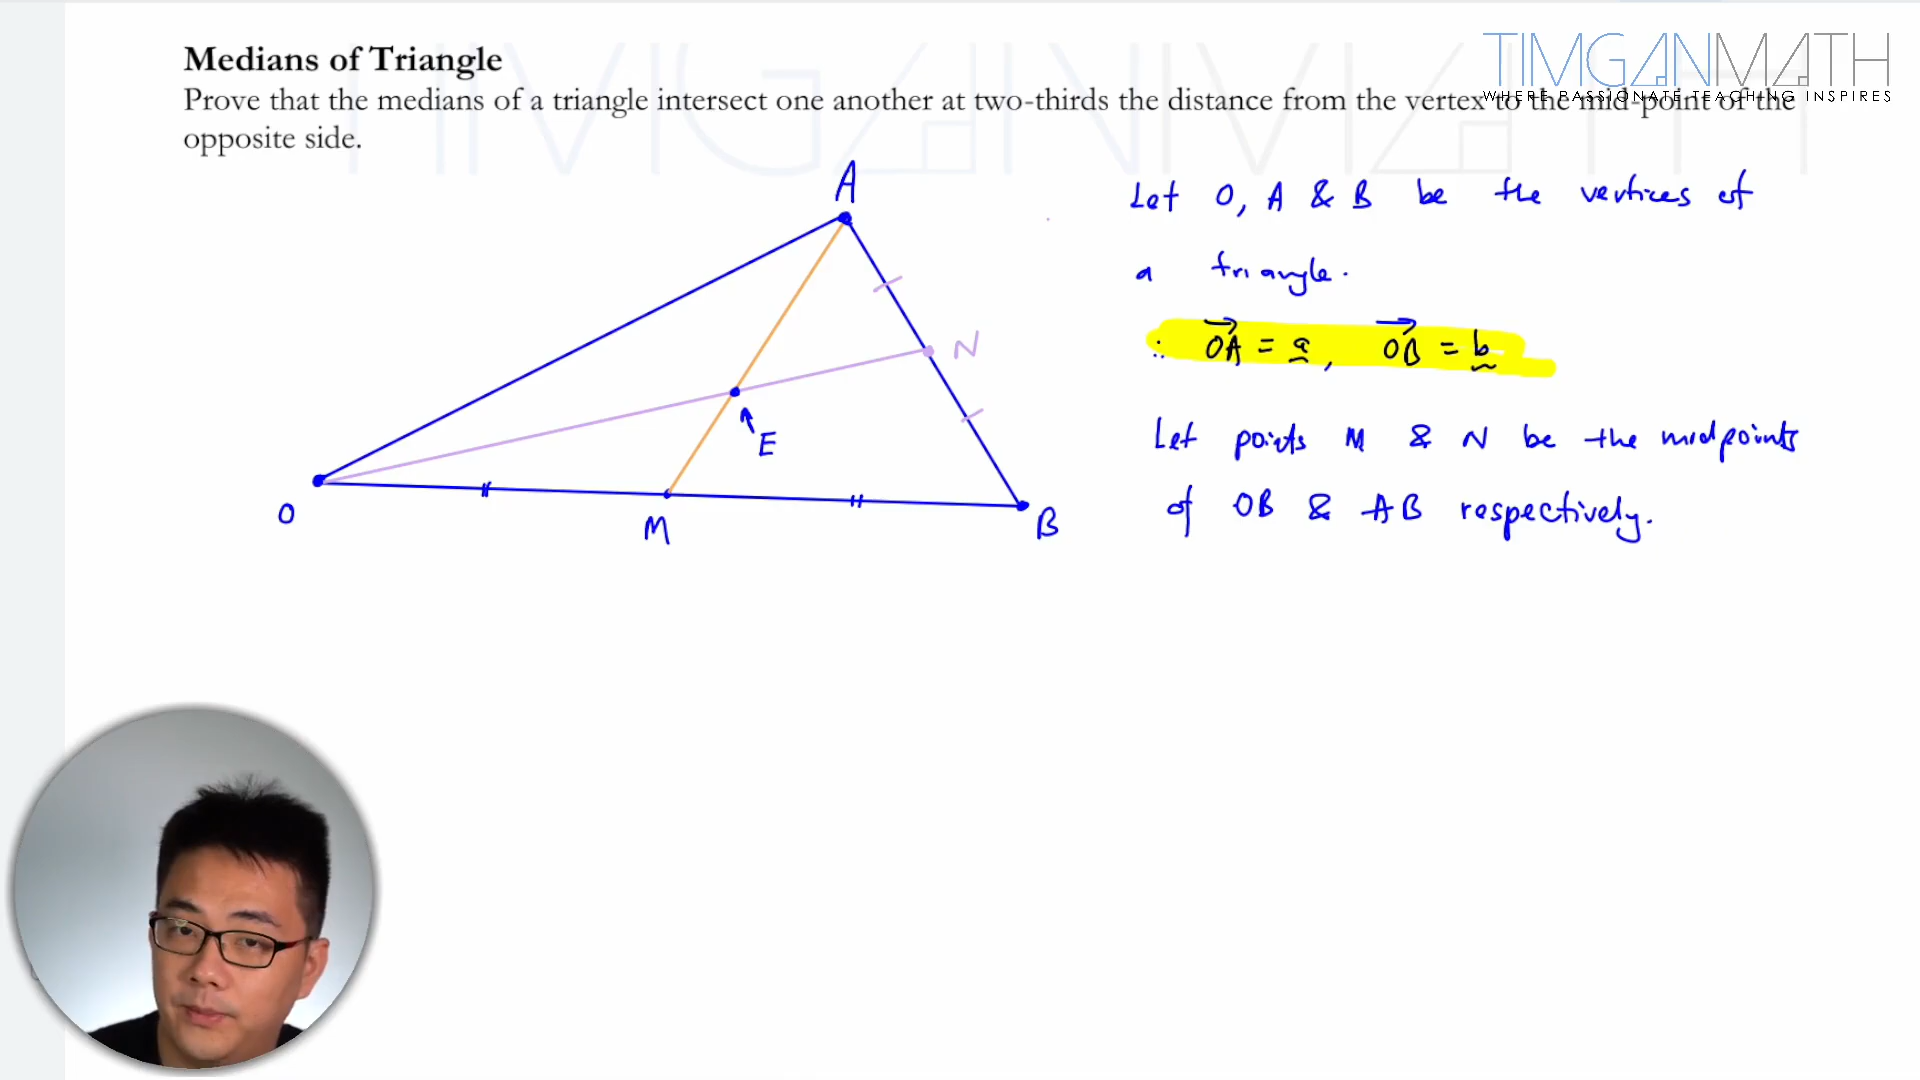 TIMGANMATH
WHERE PASSIONATE TEACHING INSPIRES
Medians of Triangle
Prove that the medians of a triangle intersect one another at two-thirds the distance from the vertex to the mid-point of the
opposite side.
A
N
E
O
M
B
Let O, A & B be the vertices of
a triangle.
∴ OA⃗ = a̰, OB⃗ = b̰
Let points M & N be the midpoints
of OB & AB respectively.